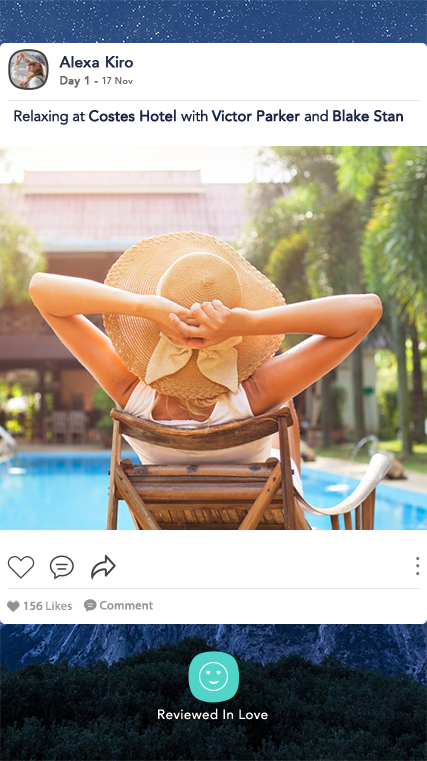 Alexa Kiro
Day 1 - 17 Nov
Relaxing at Costes Hotel with Victor Parker and Blake Stan
156 Likes Comment
Reviewed In Love